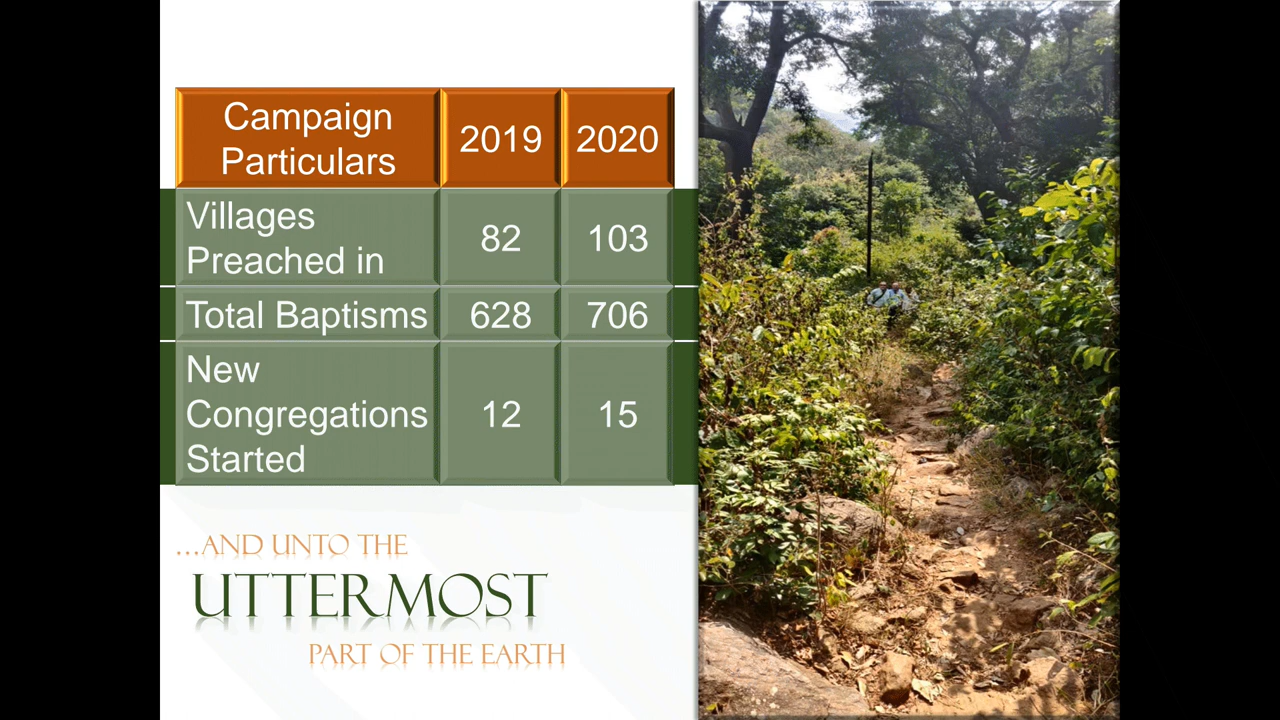 Campaign
Particulars
2019
2020
Villages
Preached in
82
103
Total Baptisms
628
706
New
Congregations
Started
12
15
...AND UNTO THE
UTTERMOST
PART OF THE EARTH